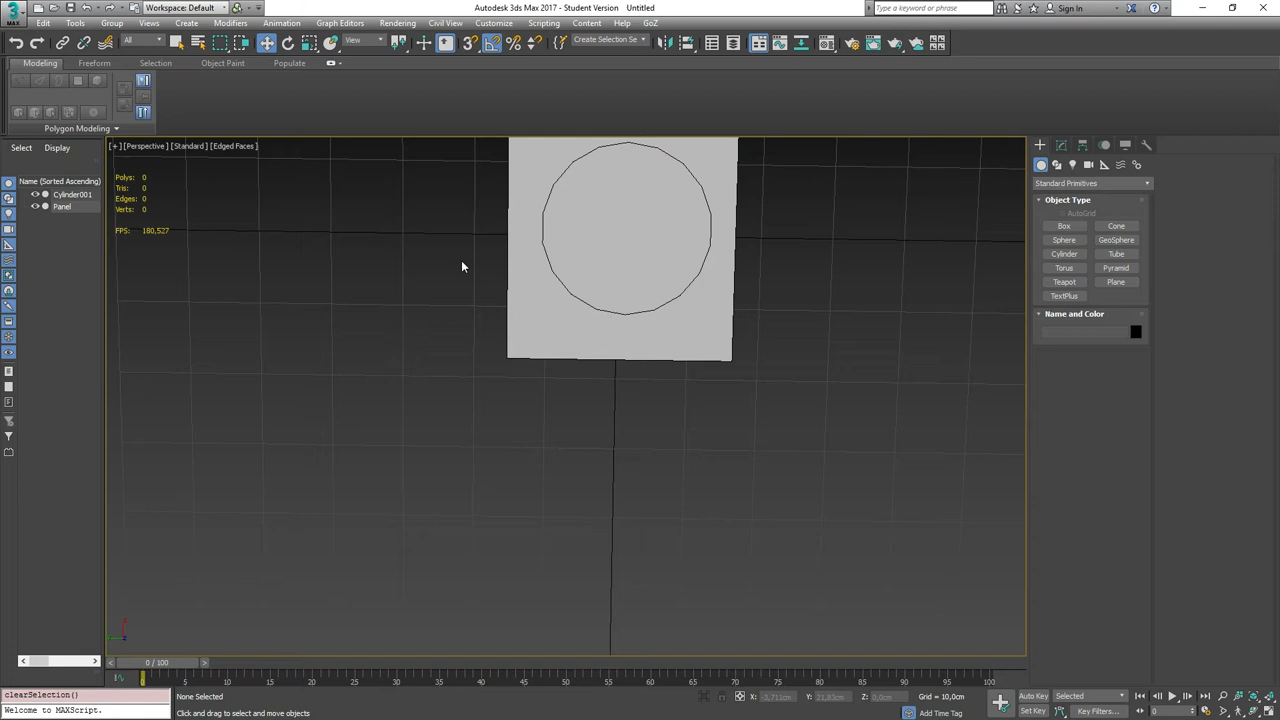 Workspace: Default
Autodesk 3ds Max 2017 - Student Version    Untitled
Type a keyword or phrase
Sign In
MAX
Edit Tools Group Views Create Modifiers Animation Graph Editors Rendering Civil View Customize Scripting Content Help GoZ
All
View
Create Selection Se
Modeling Freeform Selection Object Paint Populate
Polygon Modeling
Select Display
Name (Sorted Ascending)
Cylinder001
Panel
[+] [Perspective] [Standard] [Edged Faces]
Polys: 0
Tris: 0
Edges: 0
Verts: 0
FPS: 180,527
Standard Primitives
Object Type
AutoGrid
Box Cone
Sphere GeoSphere
Cylinder Tube
Torus Pyramid
Teapot Plane
TextPlus
Name and Color
0 / 100
0 5 10 15 20 25 30 35 40 45 50 55 60 65 70 75 80 85 90 95 100
clearSelection()
Welcome to MAXScript.
None Selected
Click and drag to select and move objects
X: -3,711cm Y: 21,83cm Z: 0,0cm
Grid = 10,0cm
Add Time Tag
Auto Key Selected
Set Key Key Filters...
0